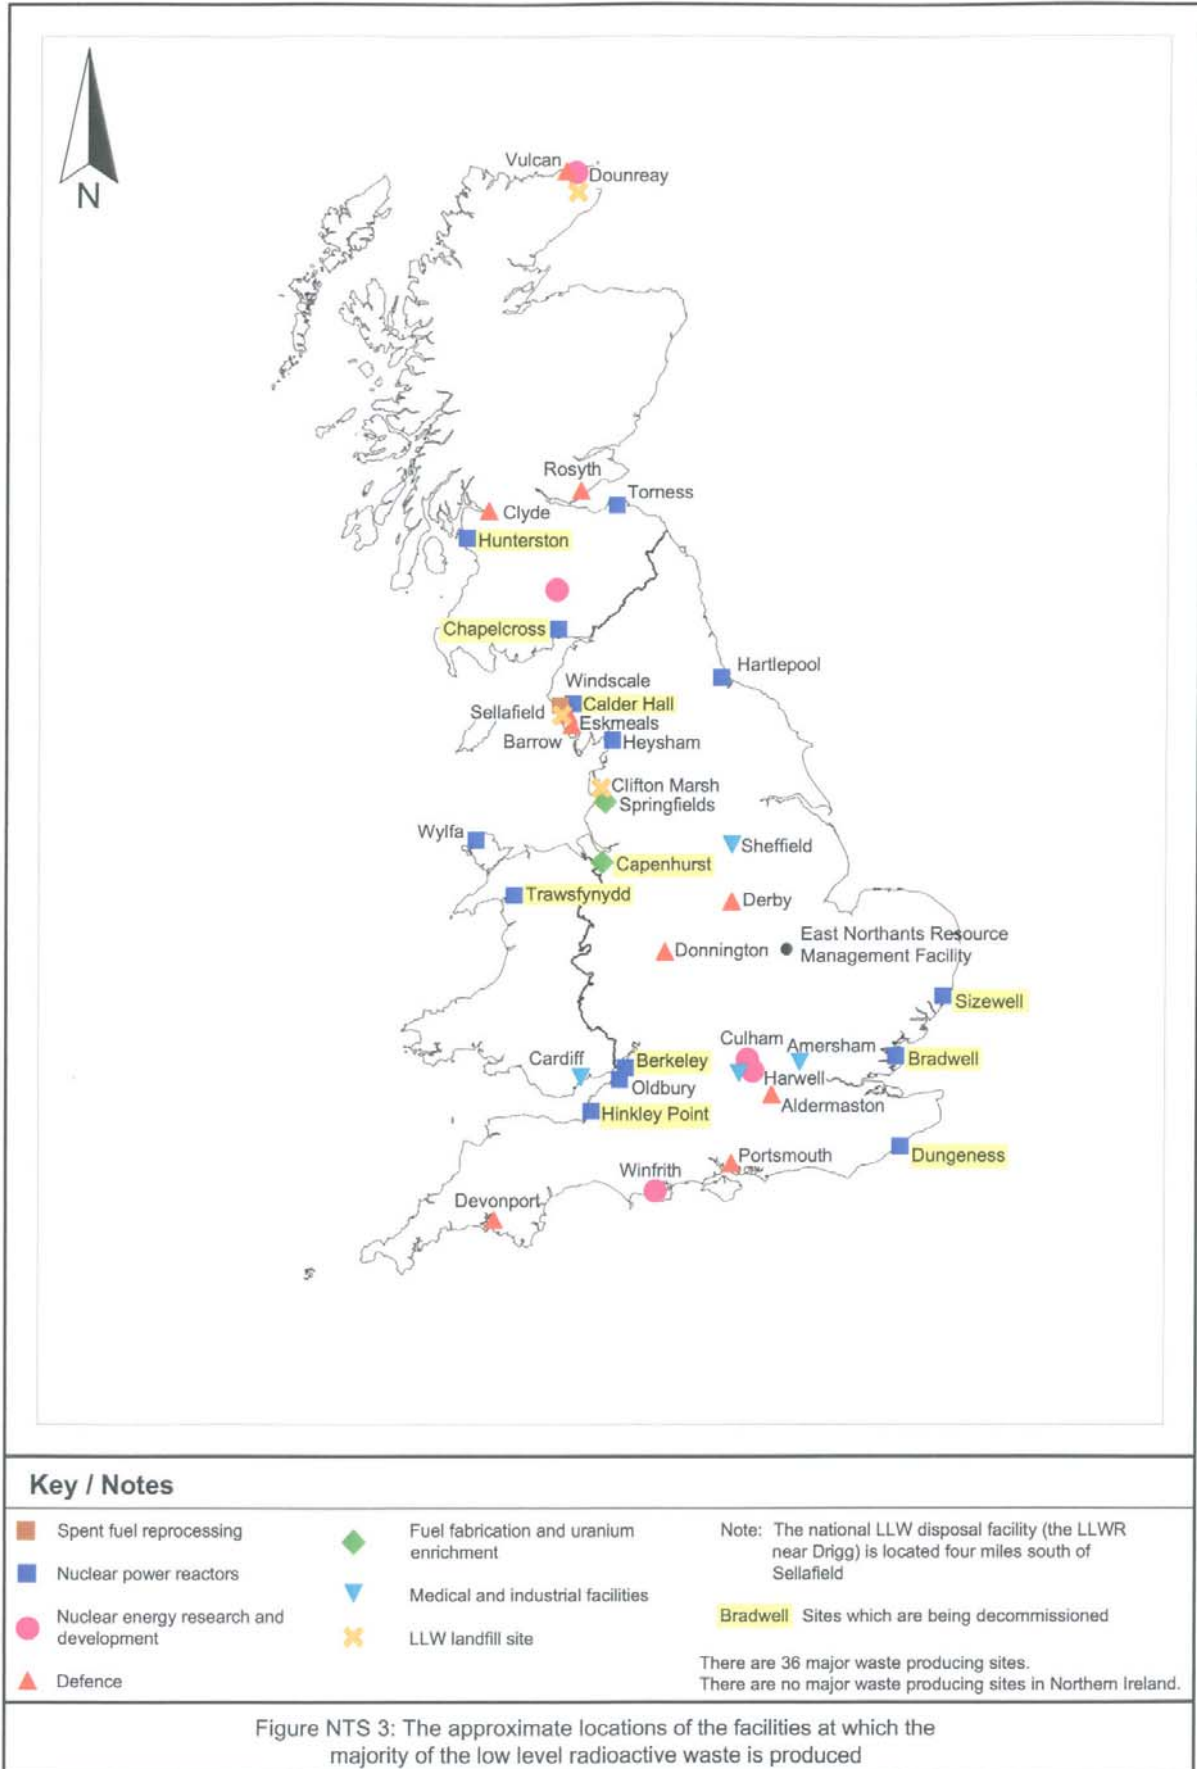 N
Vulcan
Dounreay
Rosyth
Torness
Clyde
Hunterston
Chapelcross
Hartlepool
Windscale
Calder Hall
Sellafield
Eskmeals
Barrow
Heysham
Clifton Marsh
Springfields
Wylfa
Sheffield
Capenhurst
Trawsfynydd
Derby
East Northants Resource
Management Facility
Donnington
Sizewell
Culham
Amersham
Cardiff
Berkeley
Bradwell
Harwell
Oldbury
Aldermaston
Hinkley Point
Portsmouth
Dungeness
Winfrith
Devonport
Key / Notes
Spent fuel reprocessing
Nuclear power reactors
Nuclear energy research and
development
Defence
Fuel fabrication and uranium
enrichment
Medical and industrial facilities
LLW landfill site
Note: The national LLW disposal facility (the LLWR
near Drigg) is located four miles south of
Sellafield
Bradwell Sites which are being decommissioned
There are 36 major waste producing sites.
There are no major waste producing sites in Northern Ireland.
Figure NTS 3: The approximate locations of the facilities at which the
majority of the low level radioactive waste is produced